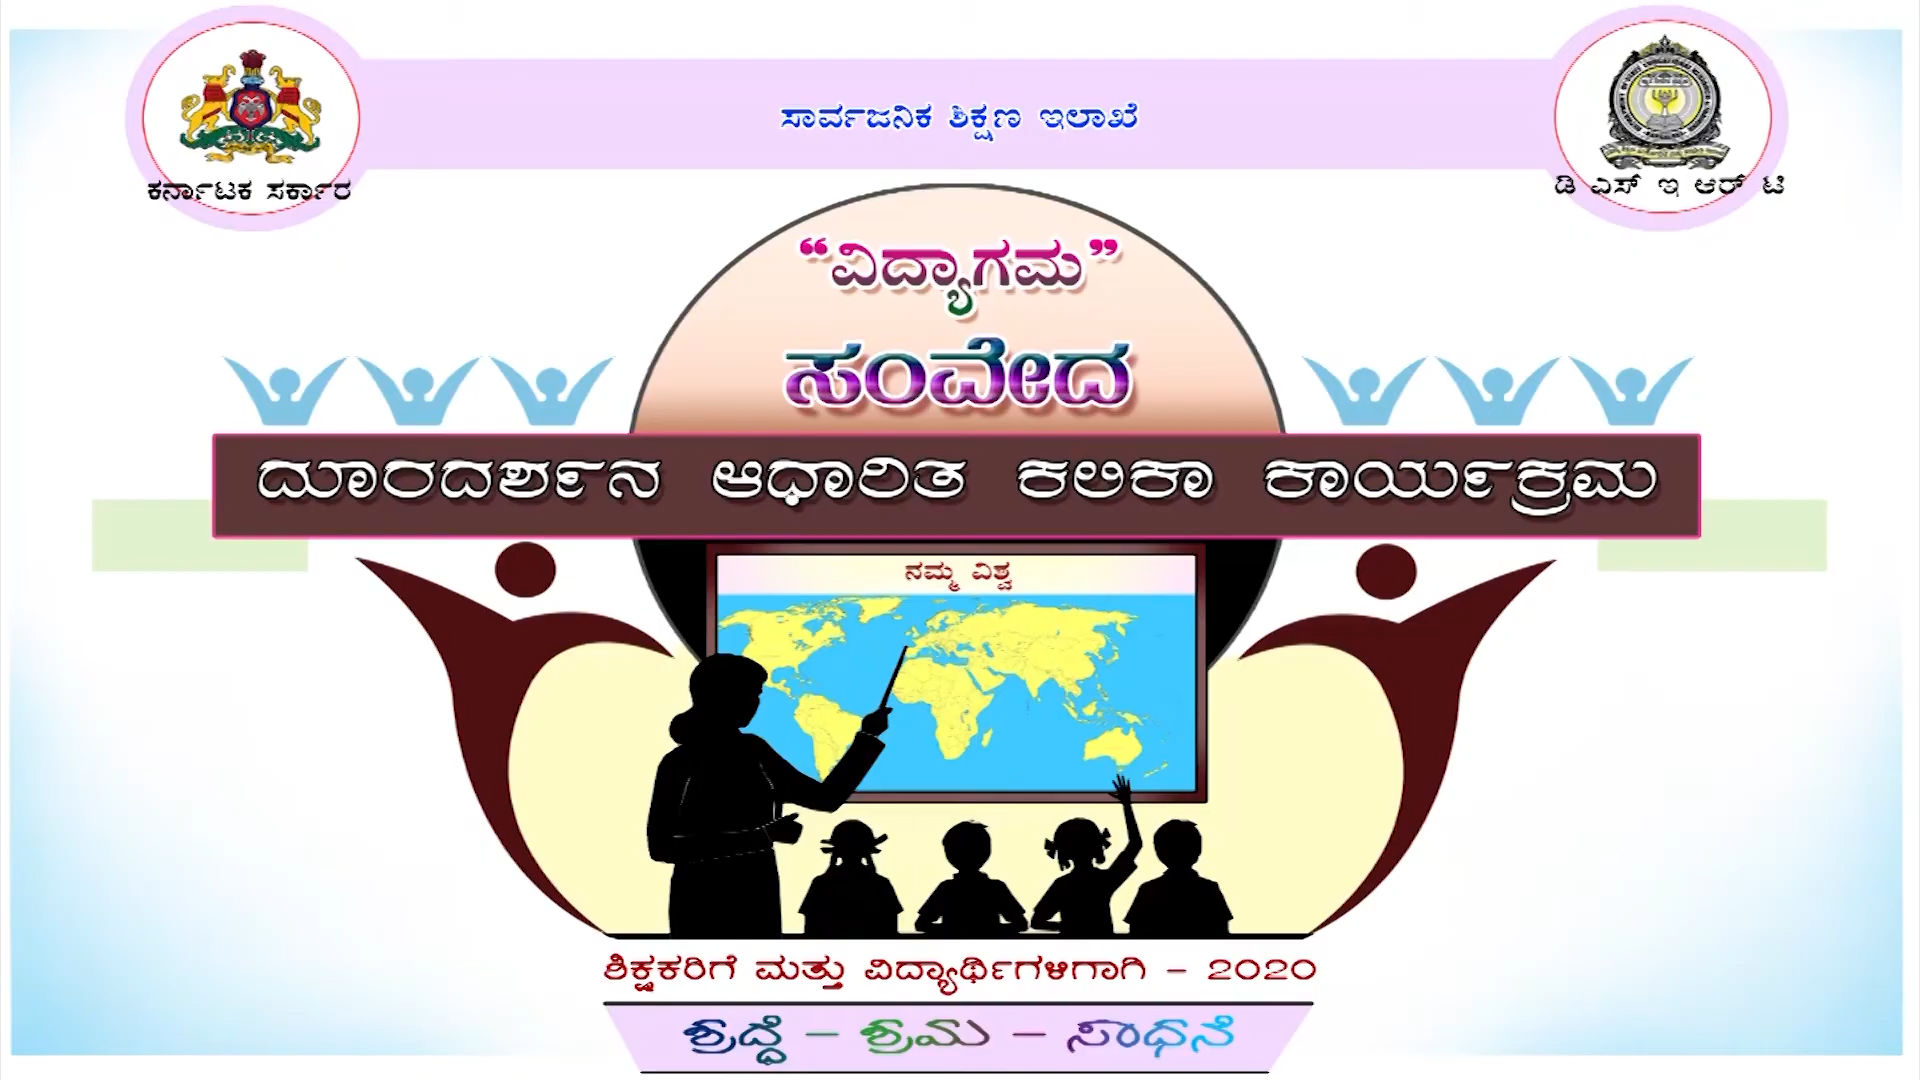 ಸಾರ್ವಜನಿಕ ಶಿಕ್ಷಣ ಇಲಾಖೆ
ಕರ್ನಾಟಕ ಸರ್ಕಾರ
ಡಿ ಎಸ್ ಇ ಆರ್ ಟಿ
“ವಿದ್ಯಾಗಮ”
ಸಂವೇದ
ದೂರದರ್ಶನ ಆಧಾರಿತ ಕಲಿಕಾ ಕಾರ್ಯಕ್ರಮ
ನಮ್ಮ ವಿಶ್ವ
ಶಿಕ್ಷಕರಿಗೆ ಮತ್ತು ವಿದ್ಯಾರ್ಥಿಗಳಿಗಾಗಿ - 2020
ಶ್ರದ್ಧೆ - ಶ್ರಮ - ಸಾಧನೆ